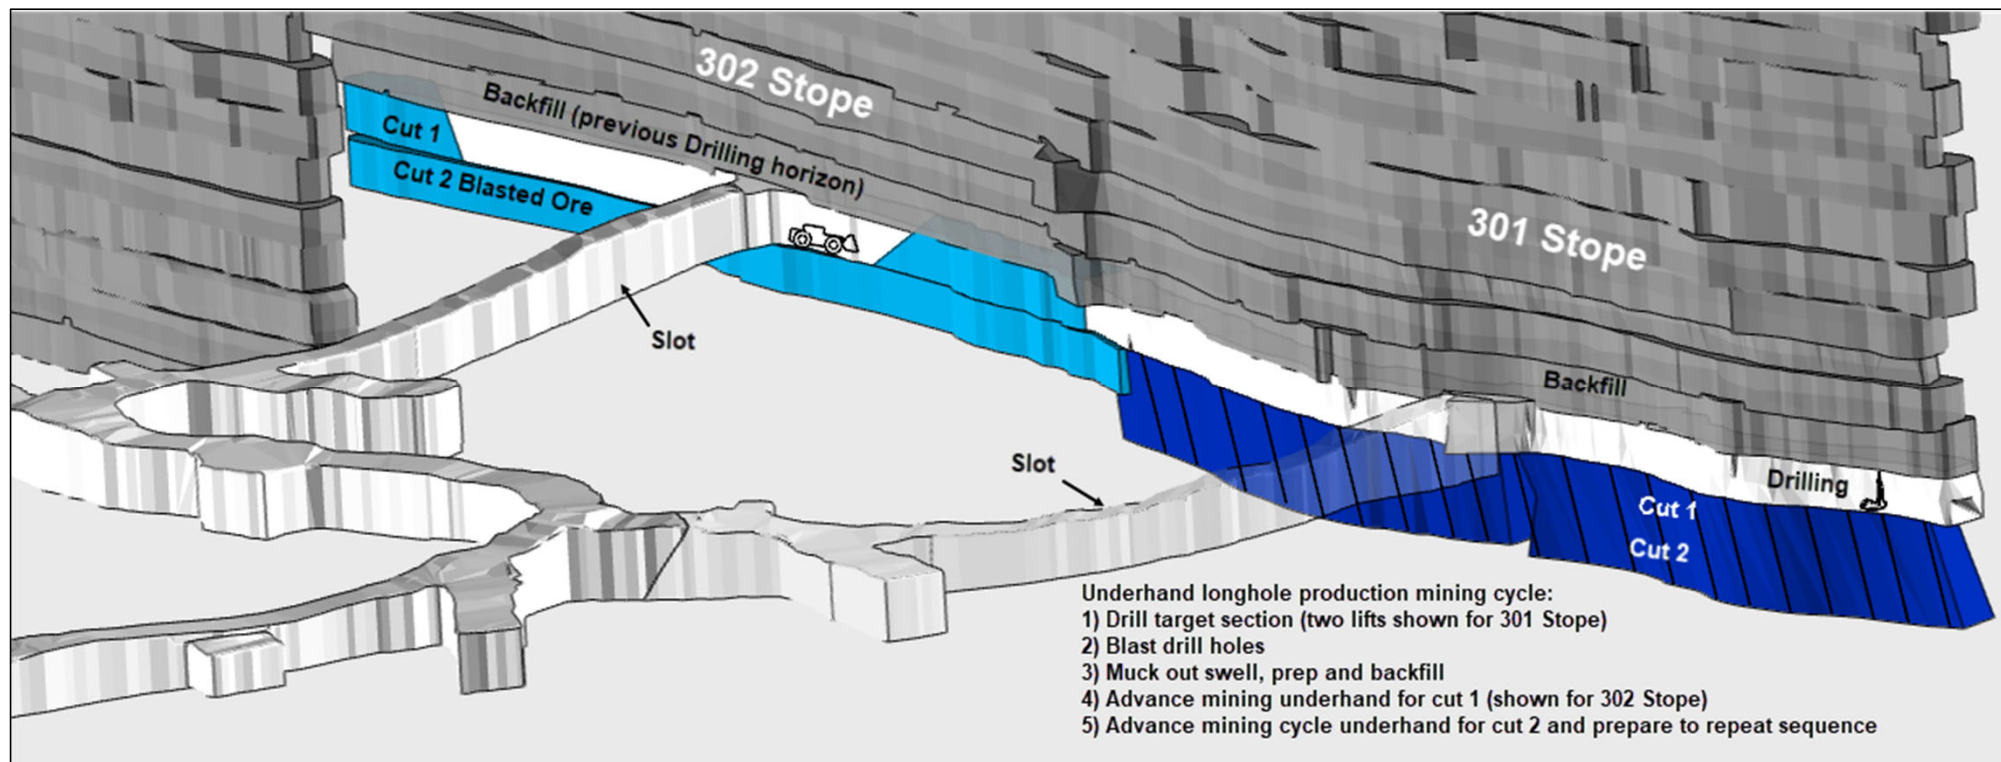 302 Stope
Backfill (previous Drilling horizon)
Cut 1
Cut 2 Blasted Ore
301 Stope
Slot
Backfill
Slot
Drilling
Cut 1
Cut 2
Underhand longhole production mining cycle:
1) Drill target section (two lifts shown for 301 Stope)
2) Blast drill holes
3) Muck out swell, prep and backfill
4) Advance mining underhand for cut 1 (shown for 302 Stope)
5) Advance mining cycle underhand for cut 2 and prepare to repeat sequence